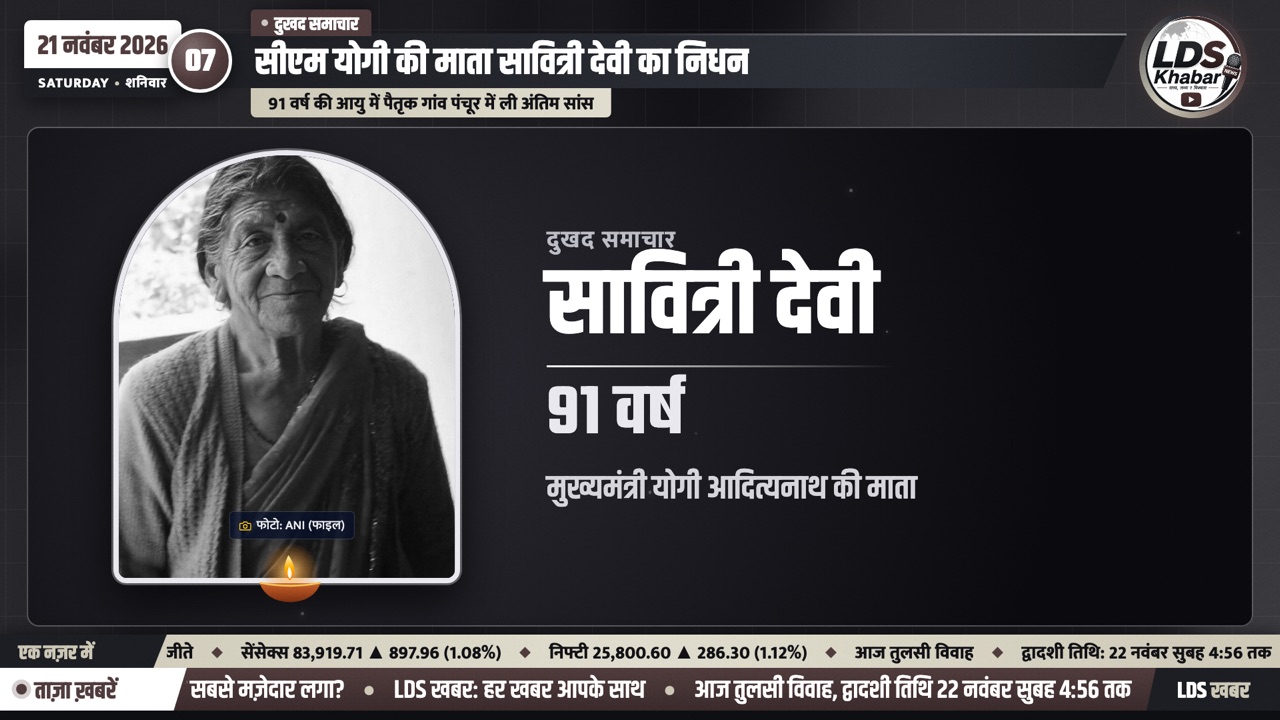 21 नवंबर 2026
SATURDAY • शनिवार
07
दुखद समाचार
सीएम योगी की माता सावित्री देवी का निधन
91 वर्ष की आयु में पैतृक गांव पंचूर में ली अंतिम सांस
LDS
Khabar
NEWS
दुखद समाचार
सावित्री देवी
91 वर्ष
मुख्यमंत्री योगी आदित्यनाथ की माता
फोटो: ANI (फाइल)
एक नज़र में
जीते ◆ सेंसेक्स 83,919.71 ▲ 897.96 (1.08%) ◆ निफ्टी 25,800.60 ▲ 286.30 (1.12%) ◆ आज तुलसी विवाह ◆ द्वादशी तिथि: 22 नवंबर सुबह 4:56 तक
ताज़ा ख़बरें
सबसे मज़ेदार लगा? • LDS खबर: हर खबर आपके साथ • आज तुलसी विवाह, द्वादशी तिथि 22 नवंबर सुबह 4:56 तक
LDS खबर